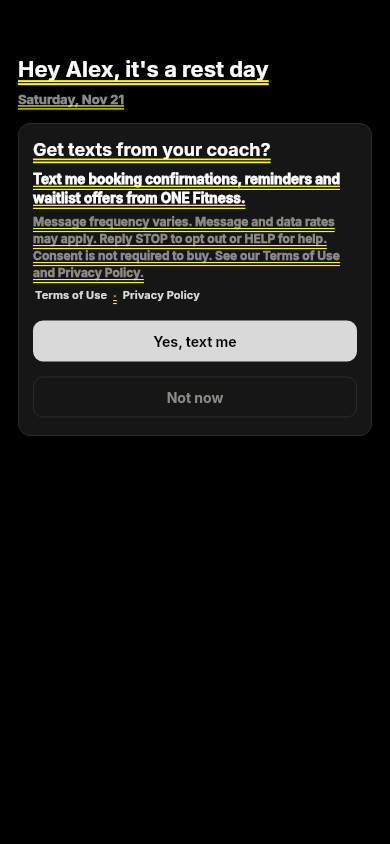 Hey Alex, it's a rest day
Saturday, Nov 21
Get texts from your coach?
Text me booking confirmations, reminders and
waitlist offers from ONE Fitness.
Message frequency varies. Message and data rates
may apply. Reply STOP to opt out or HELP for help.
Consent is not required to buy. See our Terms of Use
and Privacy Policy.
Terms of Use · Privacy Policy
Yes, text me
Not now